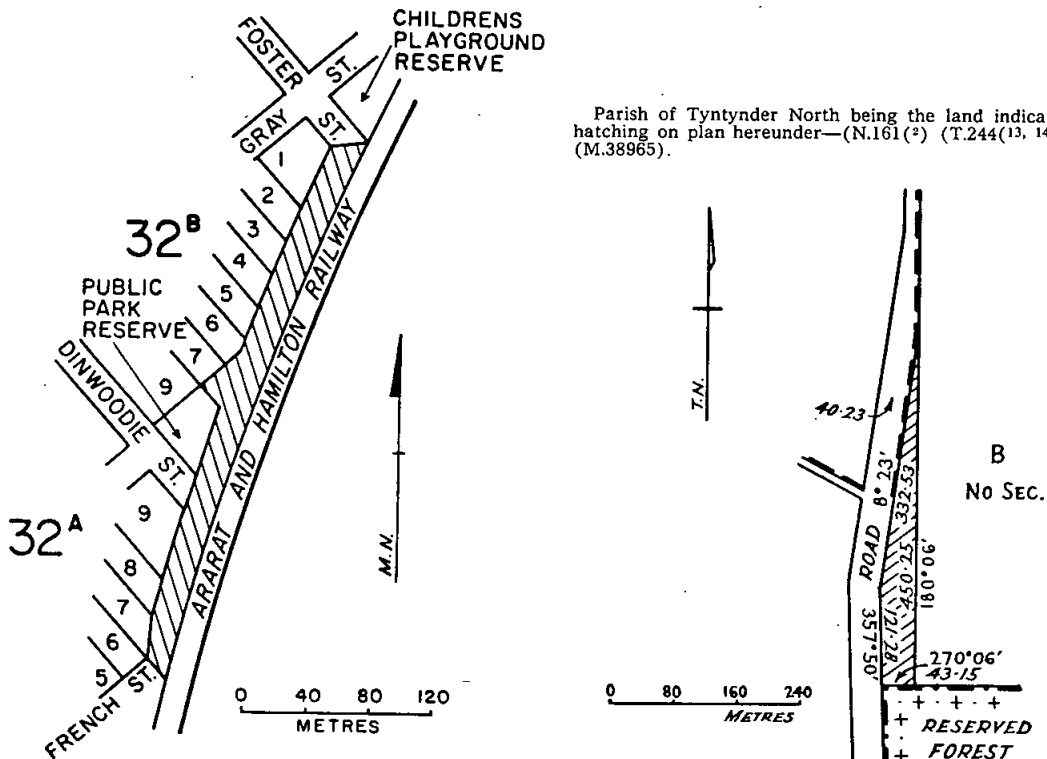 CHILDRENS
PLAYGROUND
RESERVE
FOSTER ST.
GRAY ST.
1
2
3
4
5
6
7
9
32B
PUBLIC
PARK
RESERVE
DINWOODIE ST.
9
8
7
6
5
32A
FRENCH ST.
ARARAT AND HAMILTON RAILWAY
M.N.
0 40 80 120
METRES
Parish of Tyntynder North being the land indica
hatching on plan hereunder—(N.161(2) (T.244(13, 14
(M.38965).
T.N.
40·23
B
NO SEC.
ROAD
8° 23'
332·53
450·25
180°06'
357°50'
121·28
270°06'
43·15
0 80 160 240
METRES
RESERVED
FOREST